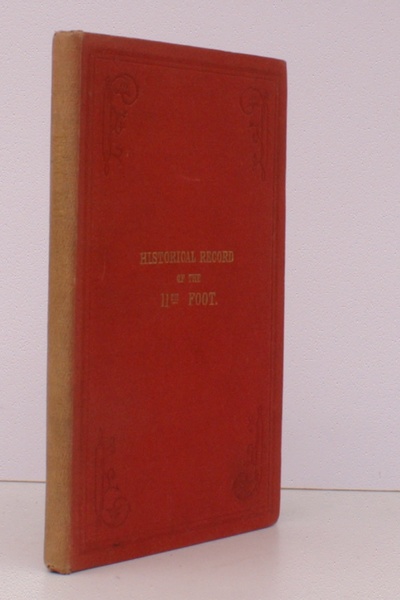 HISTORICAL RECORD
OF THE
11TH FOOT.